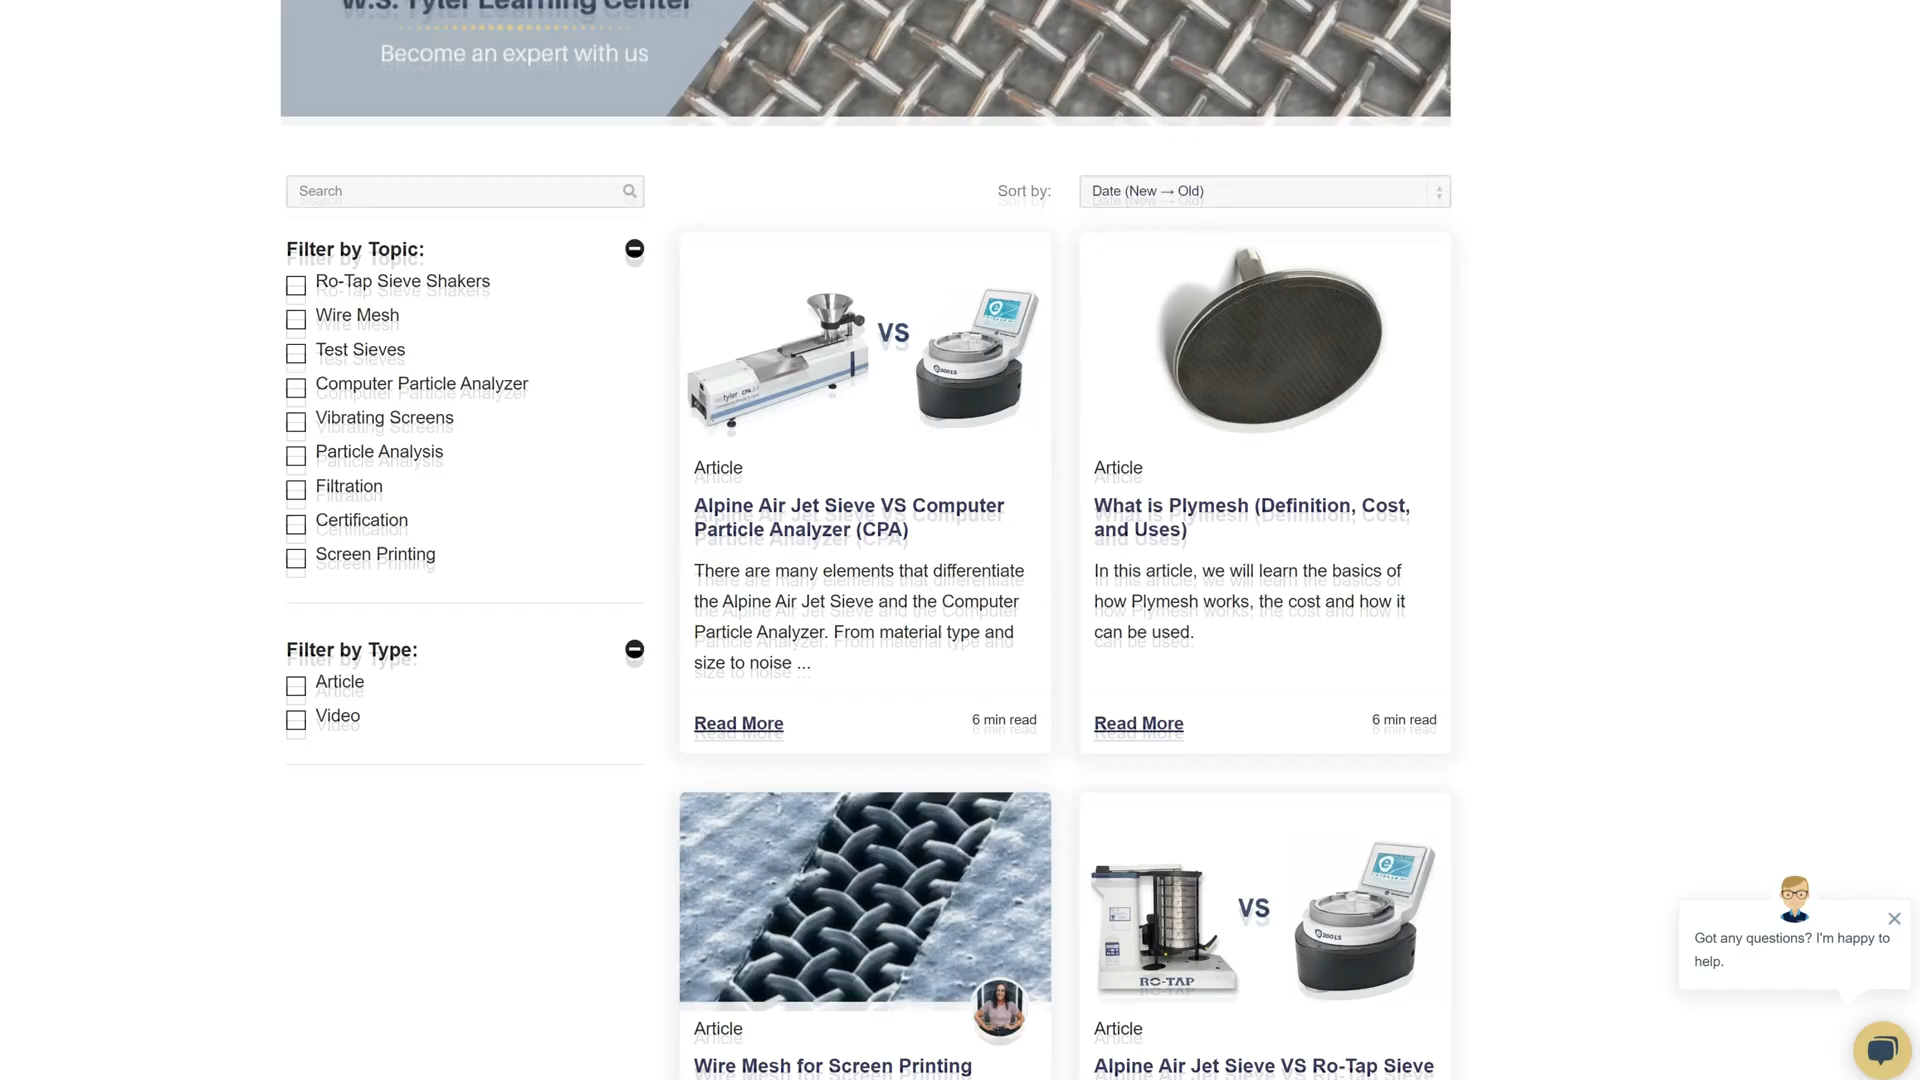 W.S. Tyler Learning Center
Become an expert with us
Search
Sort by:
Date (New → Old)
Filter by Topic:
Ro-Tap Sieve Shakers
Wire Mesh
Test Sieves
Computer Particle Analyzer
Vibrating Screens
Particle Analysis
Filtration
Certification
Screen Printing
Filter by Type:
Article
Video
VS
Article
Alpine Air Jet Sieve VS Computer
Particle Analyzer (CPA)
There are many elements that differentiate
the Alpine Air Jet Sieve and the Computer
Particle Analyzer. From material type and
size to noise ...
Read More
6 min read
Article
What is Plymesh (Definition, Cost,
and Uses)
In this article, we will learn the basics of
how Plymesh works, the cost and how it
can be used.
Read More
6 min read
Article
Wire Mesh for Screen Printing
VS
RO-TAP
Article
Alpine Air Jet Sieve VS Ro-Tap Sieve
Got any questions? I'm happy to
help.